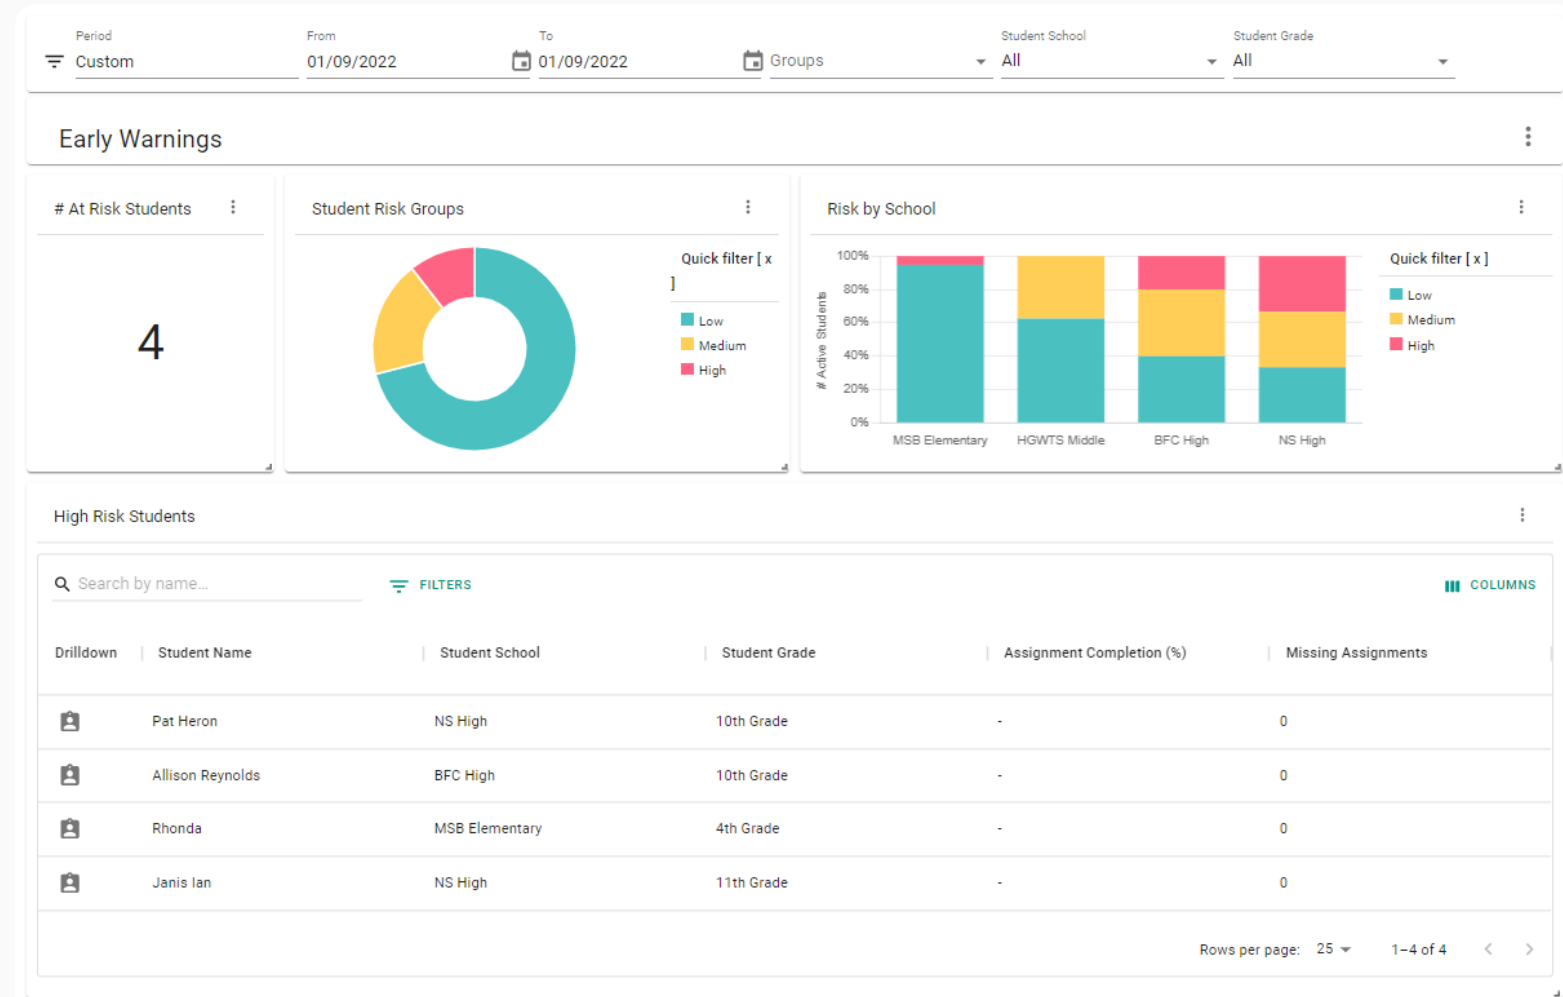 Period From To Student School Student Grade
Custom 01/09/2022 01/09/2022 Groups All All
Early Warnings
# At Risk Students
4
Student Risk Groups
Quick filter [ x
]
Low
Medium
High
Risk by School
# Active Students
100%
80%
60%
40%
20%
0%
MSB Elementary HGWTS Middle BFC High NS High
Quick filter [ x ]
Low
Medium
High
High Risk Students
Search by name... FILTERS COLUMNS
Drilldown Student Name Student School Student Grade Assignment Completion (%) Missing Assignments
Pat Heron NS High 10th Grade - 0
Allison Reynolds BFC High 10th Grade - 0
Rhonda MSB Elementary 4th Grade - 0
Janis Ian NS High 11th Grade - 0
Rows per page: 25 1–4 of 4